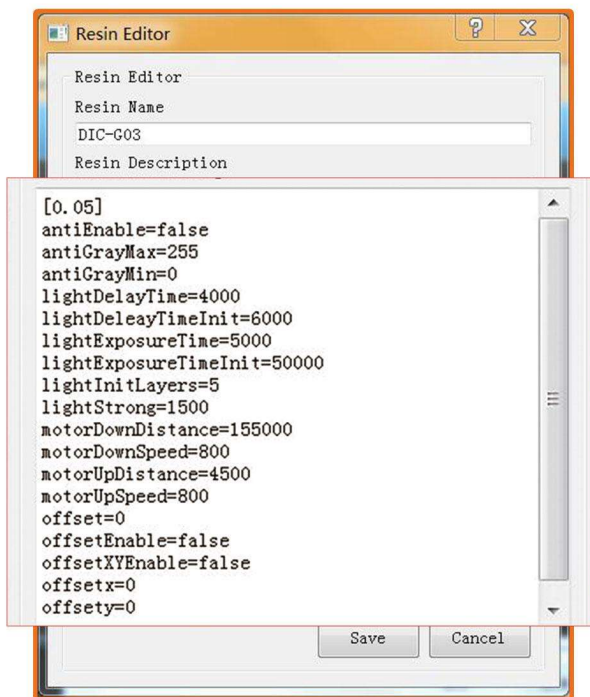 Resin Editor
Resin Editor
Resin Name
DIC-G03
Resin Description
[0.05]
antiEnable=false
antiGrayMax=255
antiGrayMin=0
lightDelayTime=4000
lightDeleayTimeInit=6000
lightExposureTime=5000
lightExposureTimeInit=50000
lightInitLayers=5
lightStrong=1500
motorDownDistance=155000
motorDownSpeed=800
motorUpDistance=4500
motorUpSpeed=800
offset=0
offsetEnable=false
offsetXYEnable=false
offsetx=0
offsety=0
Save Cancel